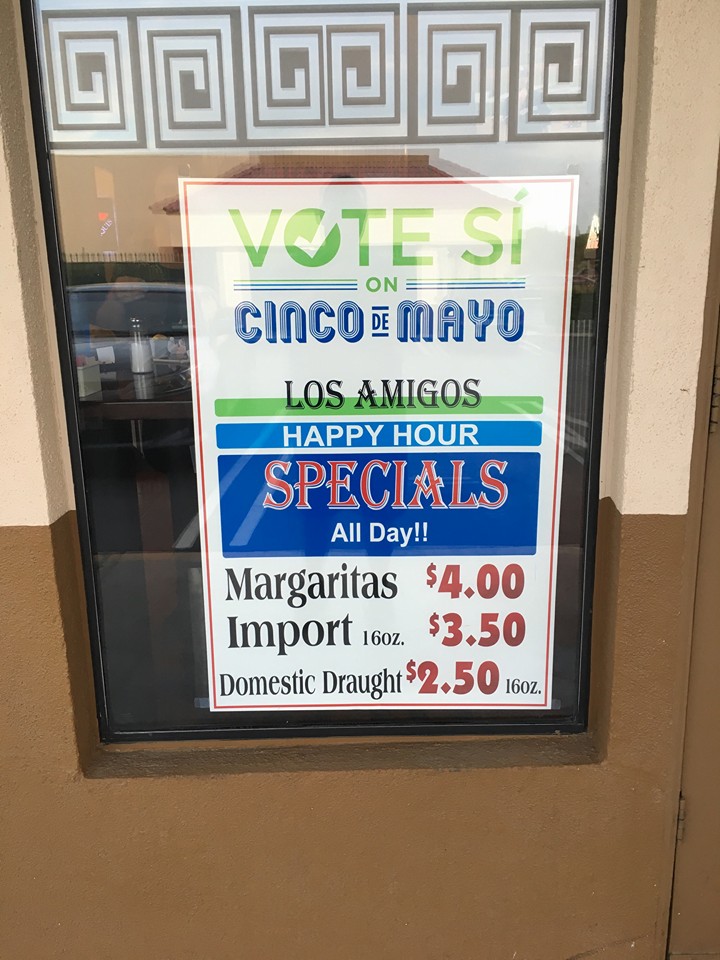 VOTE SÍ
ON
CINCO DE MAYO
LOS AMIGOS
HAPPY HOUR
SPECIALS
All Day!!
Margaritas $4.00
Import 16oz. $3.50
Domestic Draught $2.50 16oz.